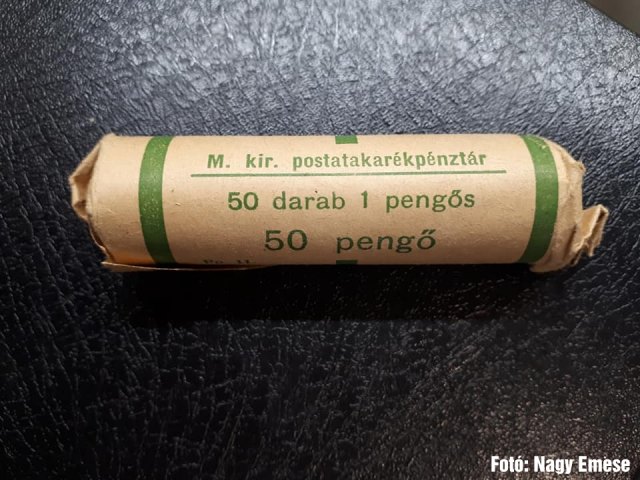 M. kir. postatakarékpénztár
50 darab 1 pengős
50 pengő
Fotó: Nagy Emese